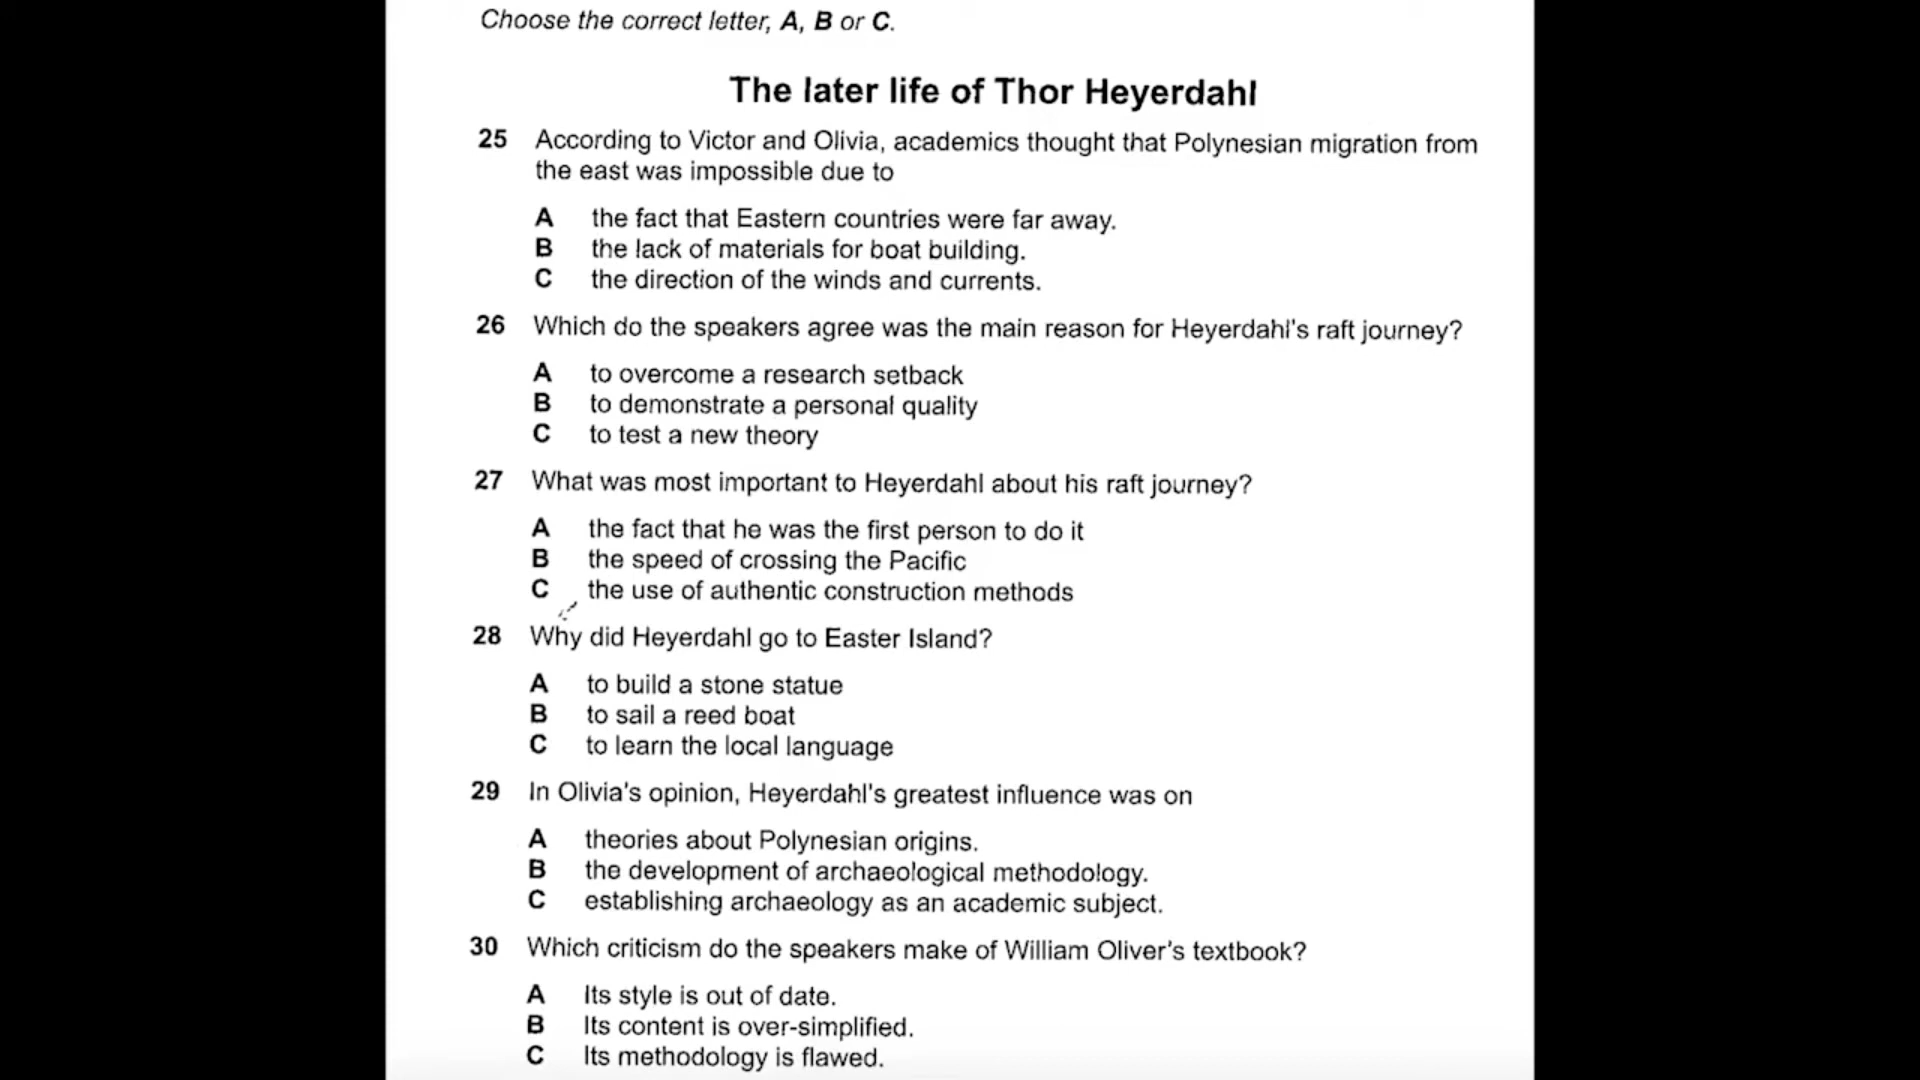 Choose the correct letter, A, B or C.
The later life of Thor Heyerdahl
25 According to Victor and Olivia, academics thought that Polynesian migration from
the east was impossible due to
A the fact that Eastern countries were far away.
B the lack of materials for boat building.
C the direction of the winds and currents.
26 Which do the speakers agree was the main reason for Heyerdahl's raft journey?
A to overcome a research setback
B to demonstrate a personal quality
C to test a new theory
27 What was most important to Heyerdahl about his raft journey?
A the fact that he was the first person to do it
B the speed of crossing the Pacific
C the use of authentic construction methods
28 Why did Heyerdahl go to Easter Island?
A to build a stone statue
B to sail a reed boat
C to learn the local language
29 In Olivia's opinion, Heyerdahl's greatest influence was on
A theories about Polynesian origins.
B the development of archaeological methodology.
C establishing archaeology as an academic subject.
30 Which criticism do the speakers make of William Oliver's textbook?
A Its style is out of date.
B Its content is over-simplified.
C Its methodology is flawed.